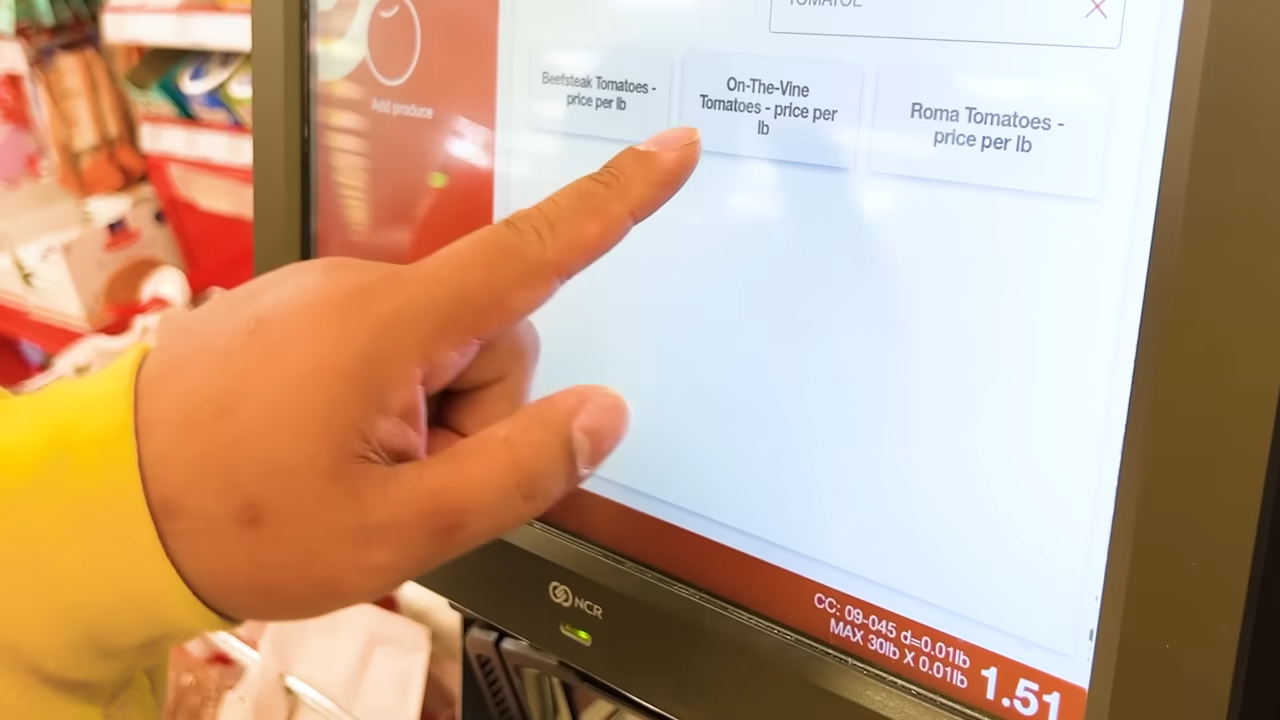 TOMATOE
Add produce
Beefsteak Tomatoes -
price per lb
On-The-Vine
Tomatoes - price per
lb
Roma Tomatoes -
price per lb
NCR
CC: 09-045 d=0.01lb
MAX 30lb X 0.01lb
1.51